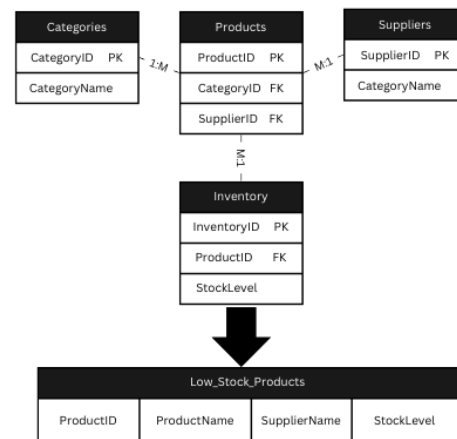 Categories
CategoryID PK
CategoryName
1:M
Products
ProductID PK
CategoryID FK
SupplierID FK
M:1
Suppliers
SupplierID PK
CategoryName
M:1
Inventory
InventoryID PK
ProductID FK
StockLevel
Low_Stock_Products
ProductID ProductName SupplierName StockLevel